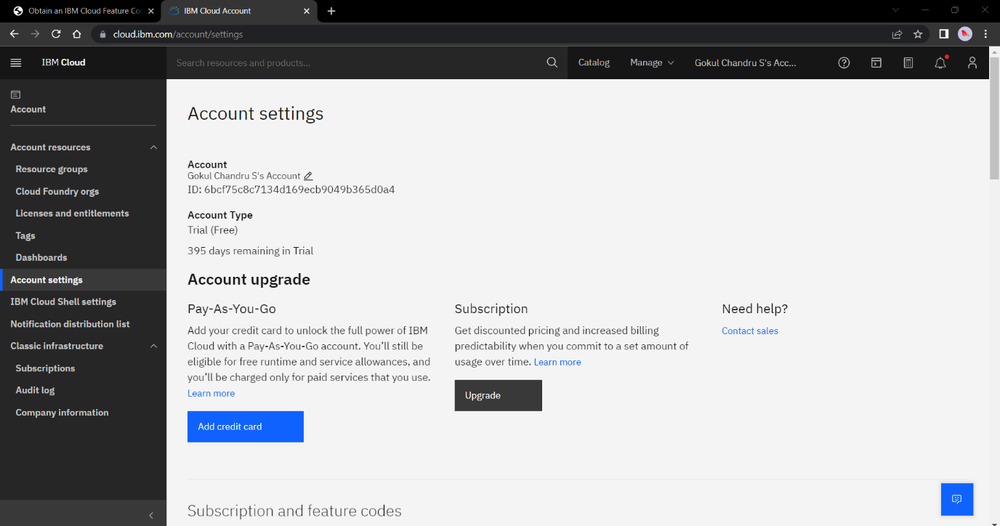 Obtain an IBM Cloud Feature Co
IBM Cloud Account
cloud.ibm.com/account/settings
IBM Cloud
Search resources and products...
Catalog
Manage
Gokul Chandru S's Acc...
Account
Account resources
Resource groups
Cloud Foundry orgs
Licenses and entitlements
Tags
Dashboards
Account settings
IBM Cloud Shell settings
Notification distribution list
Classic infrastructure
Subscriptions
Audit log
Company information
Account settings
Account
Gokul Chandru S's Account
ID: 6bcf75c8c7134d169ecb9049b365d0a4
Account Type
Trial (Free)
395 days remaining in Trial
Account upgrade
Pay-As-You-Go
Add your credit card to unlock the full power of IBM
Cloud with a Pay-As-You-Go account. You’ll still be
eligible for free runtime and service allowances, and
you’ll be charged only for paid services that you use.
Learn more
Add credit card
Subscription
Get discounted pricing and increased billing
predictability when you commit to a set amount of
usage over time. Learn more
Upgrade
Need help?
Contact sales
Subscription and feature codes